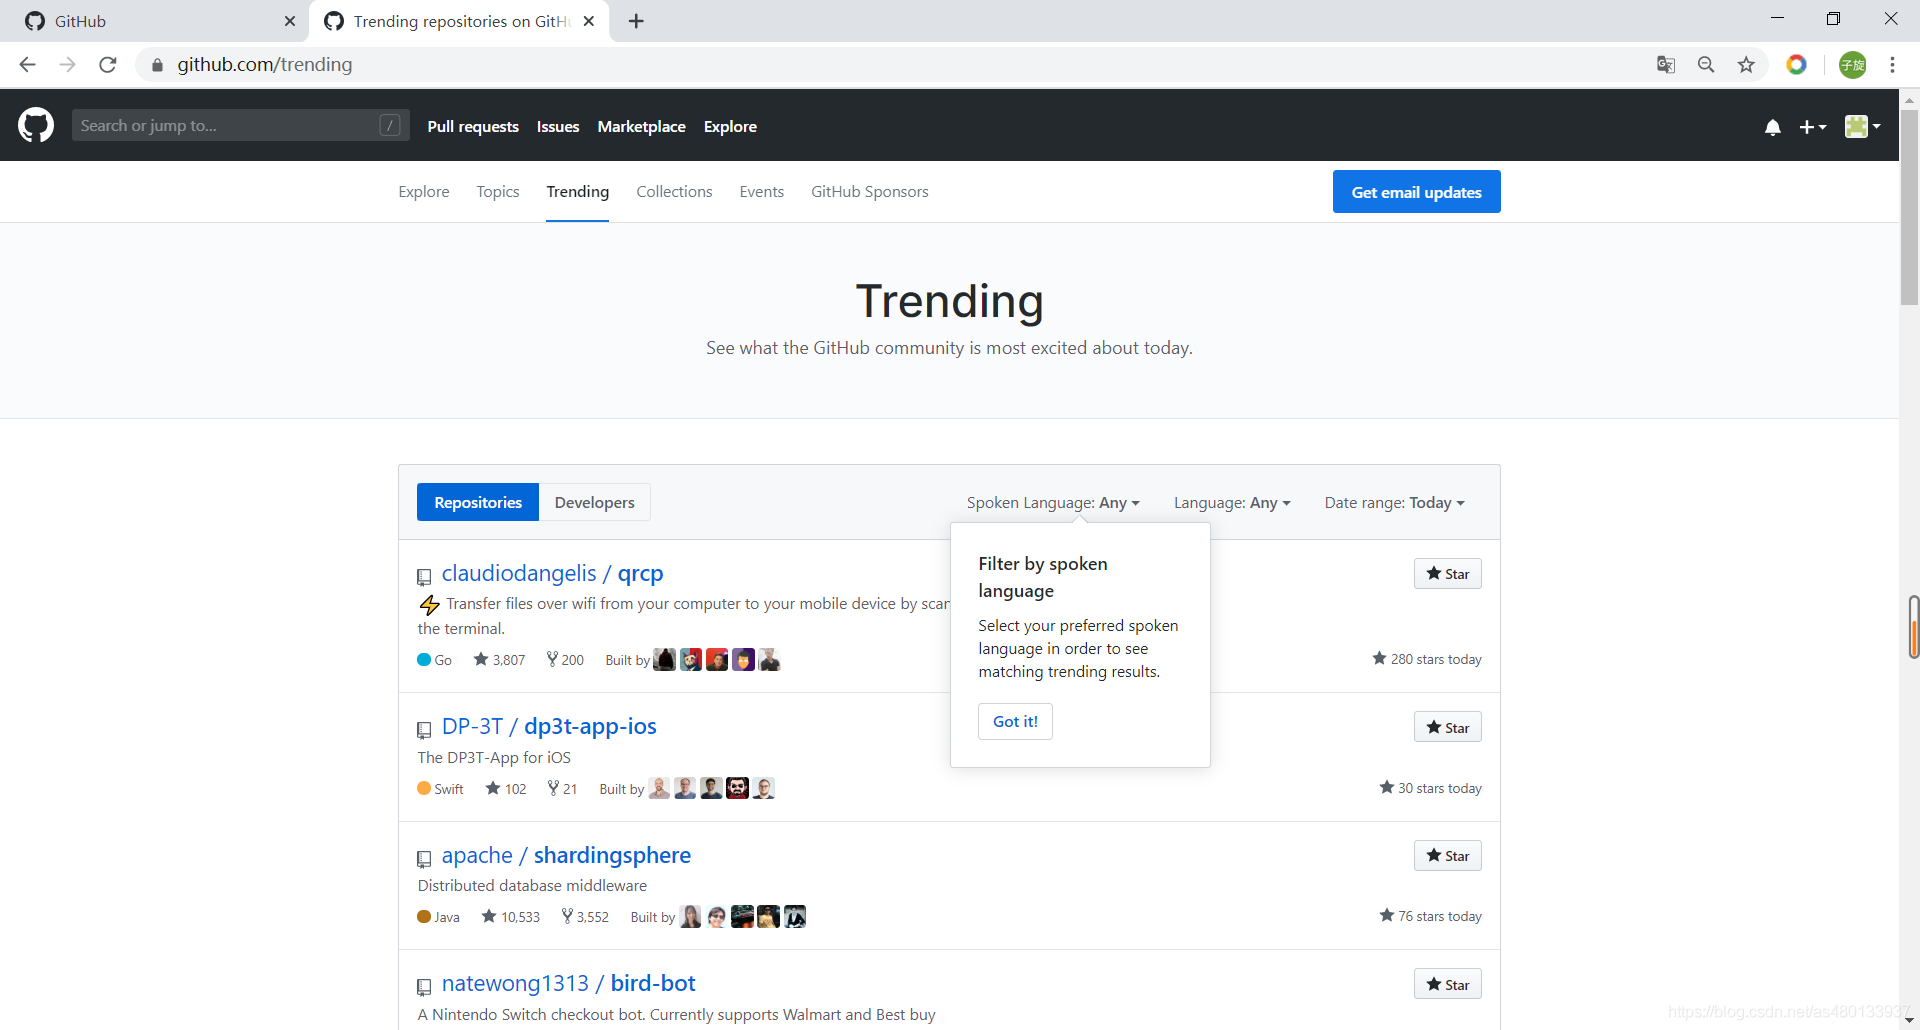 GitHub
Trending repositories on GitHu
github.com/trending
子旋
Search or jump to...
/
Pull requests Issues Marketplace Explore
Explore Topics Trending Collections Events GitHub Sponsors
Get email updates
Trending
See what the GitHub community is most excited about today.
Repositories Developers
Spoken Language: Any Language: Any Date range: Today
Filter by spoken
language
Select your preferred spoken
language in order to see
matching trending results.
Got it!
claudiodangelis / qrcp
Star
Transfer files over wifi from your computer to your mobile device by scan
the terminal.
Go 3,807 200 Built by
280 stars today
DP-3T / dp3t-app-ios
Star
The DP3T-App for iOS
Swift 102 21 Built by
30 stars today
apache / shardingsphere
Star
Distributed database middleware
Java 10,533 3,552 Built by
76 stars today
natewong1313 / bird-bot
Star
A Nintendo Switch checkout bot. Currently supports Walmart and Best buy
https://blog.csdn.net/as480133937